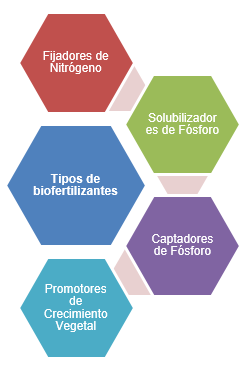 Fijadores de
Nitrógeno
Solubilizador
es de Fósforo
Tipos de
biofertilizantes
Captadores
de Fósforo
Promotores
de
Crecimiento
Vegetal